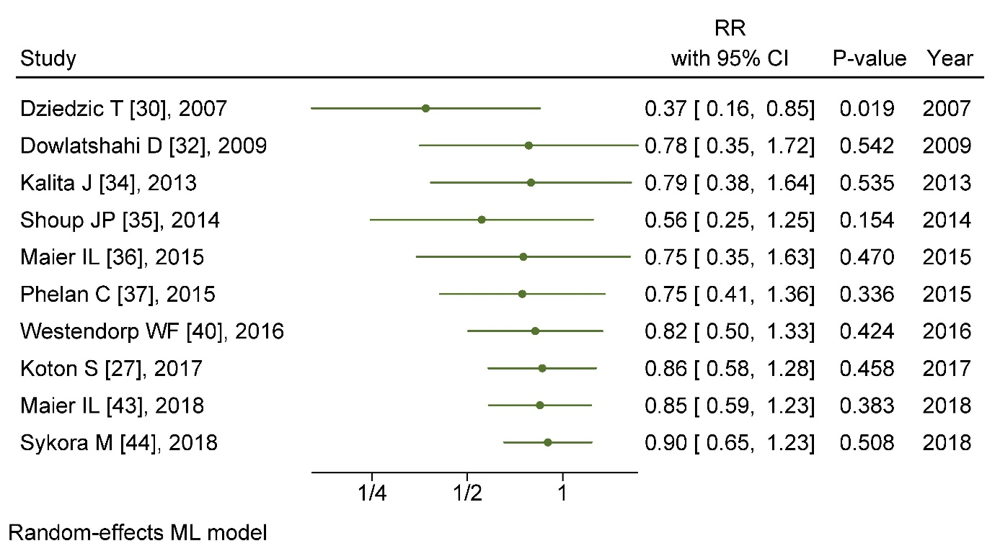 RR
Study with 95% CI P-value Year
Dziedzic T [30], 2007 0.37 [ 0.16, 0.85] 0.019 2007
Dowlatshahi D [32], 2009 0.78 [ 0.35, 1.72] 0.542 2009
Kalita J [34], 2013 0.79 [ 0.38, 1.64] 0.535 2013
Shoup JP [35], 2014 0.56 [ 0.25, 1.25] 0.154 2014
Maier IL [36], 2015 0.75 [ 0.35, 1.63] 0.470 2015
Phelan C [37], 2015 0.75 [ 0.41, 1.36] 0.336 2015
Westendorp WF [40], 2016 0.82 [ 0.50, 1.33] 0.424 2016
Koton S [27], 2017 0.86 [ 0.58, 1.28] 0.458 2017
Maier IL [43], 2018 0.85 [ 0.59, 1.23] 0.383 2018
Sykora M [44], 2018 0.90 [ 0.65, 1.23] 0.508 2018
1/4 1/2 1
Random-effects ML model